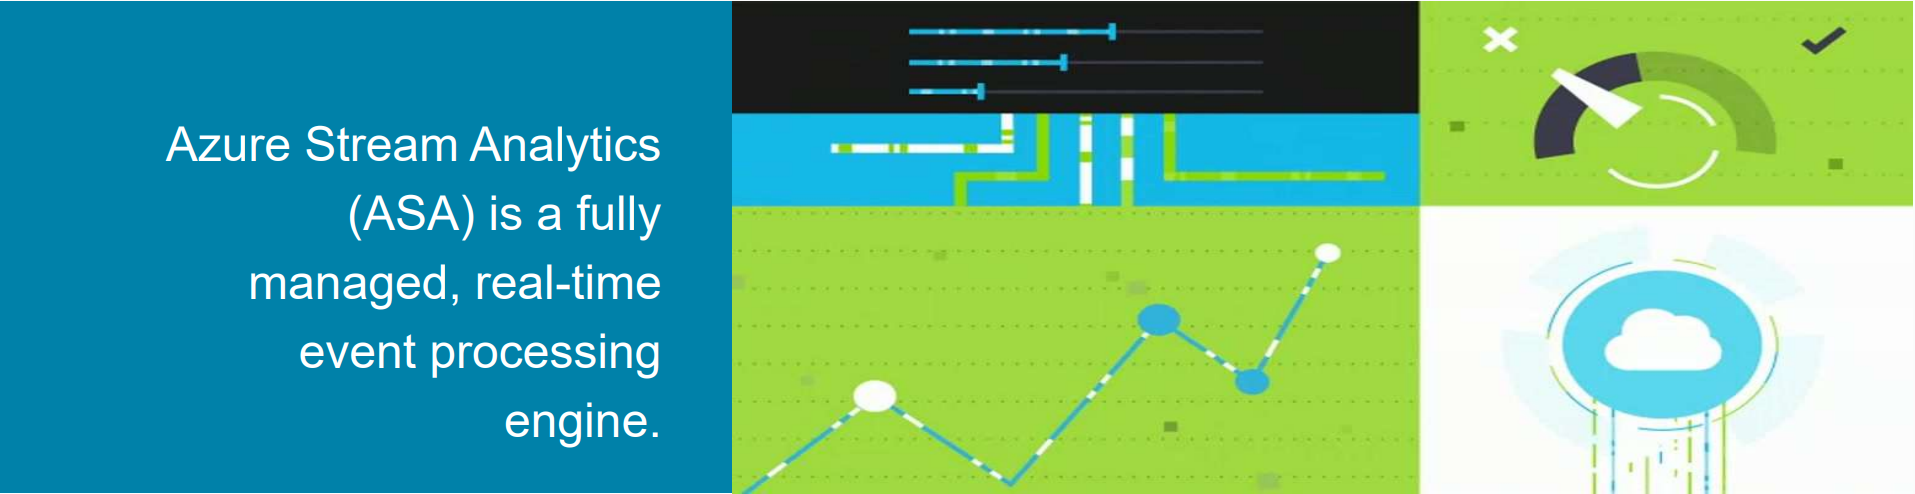 Azure Stream Analytics
(ASA) is a fully
managed, real-time
event processing
engine.